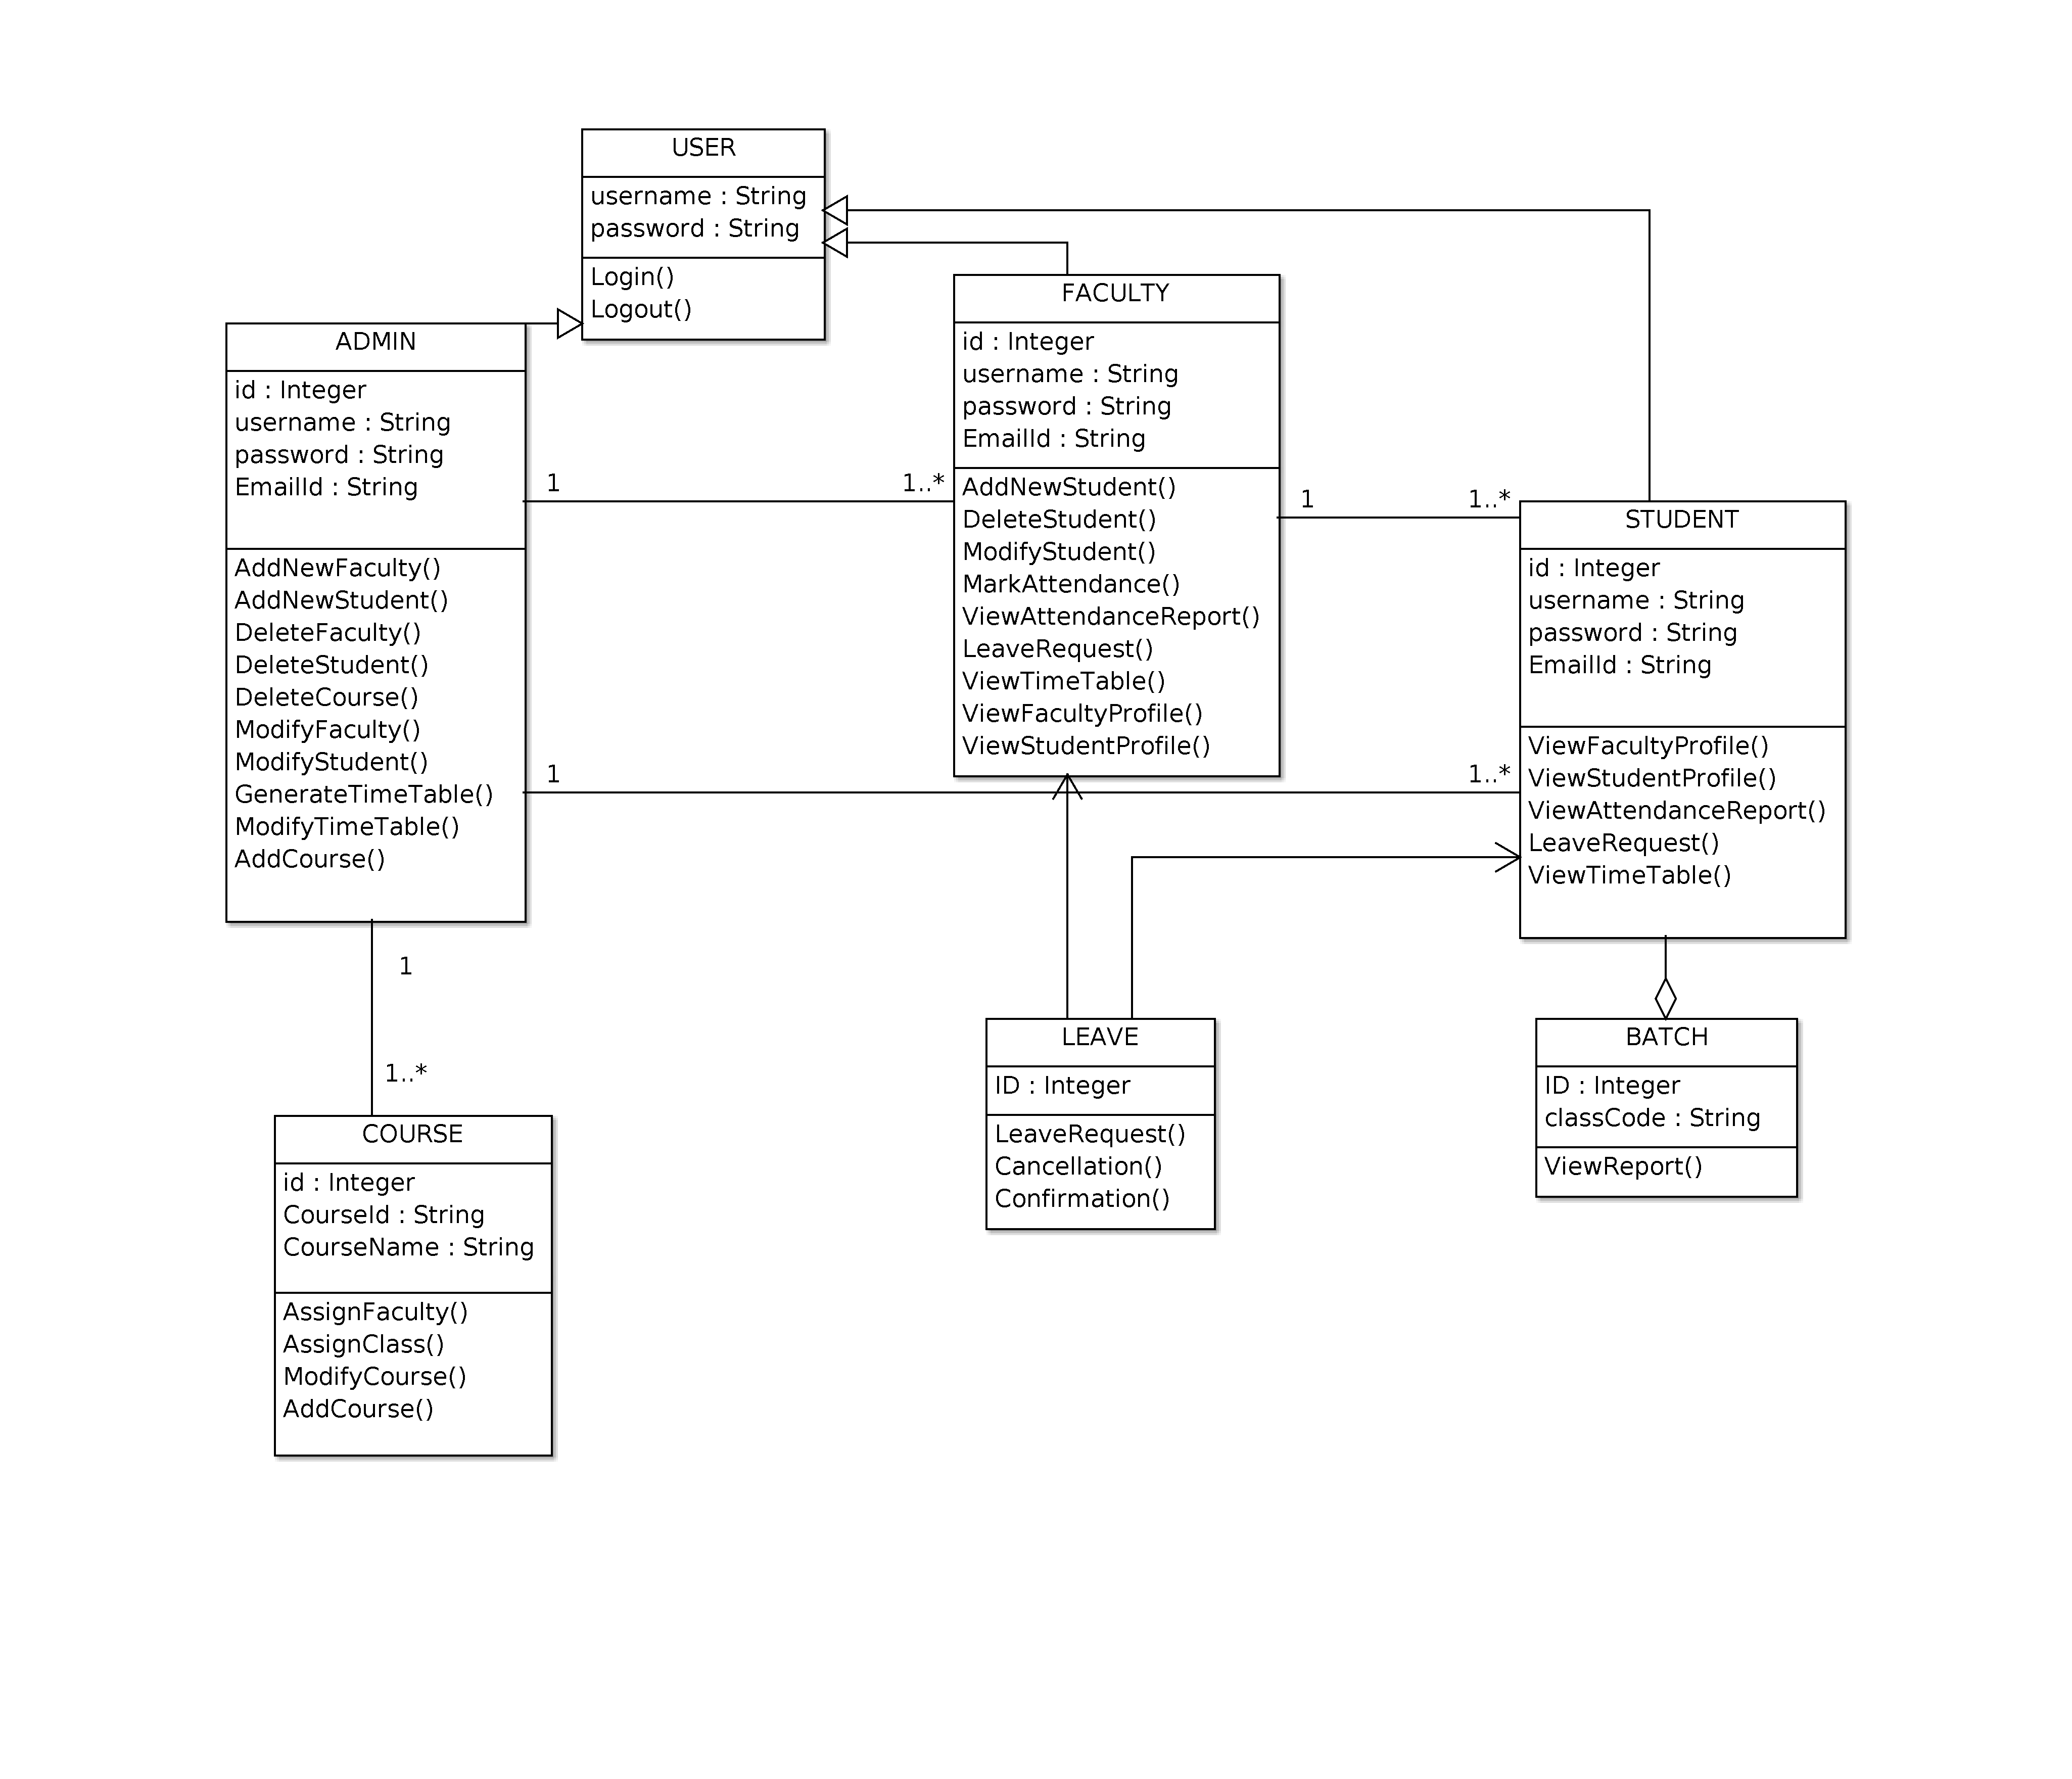 USER
username : String
password : String
Login()
Logout()
FACULTY
id : Integer
username : String
password : String
EmailId : String
AddNewStudent()
DeleteStudent()
ModifyStudent()
MarkAttendance()
ViewAttendanceReport()
LeaveRequest()
ViewTimeTable()
ViewFacultyProfile()
ViewStudentProfile()
ADMIN
id : Integer
username : String
password : String
EmailId : String
AddNewFaculty()
AddNewStudent()
DeleteFaculty()
DeleteStudent()
DeleteCourse()
ModifyFaculty()
ModifyStudent()
GenerateTimeTable()
ModifyTimeTable()
AddCourse()
1
1..*
1
1..*
1
1..*
STUDENT
id : Integer
username : String
password : String
EmailId : String
ViewFacultyProfile()
ViewStudentProfile()
ViewAttendanceReport()
LeaveRequest()
ViewTimeTable()
1
1..*
COURSE
id : Integer
CourseId : String
CourseName : String
AssignFaculty()
AssignClass()
ModifyCourse()
AddCourse()
LEAVE
ID : Integer
LeaveRequest()
Cancellation()
Confirmation()
BATCH
ID : Integer
classCode : String
ViewReport()